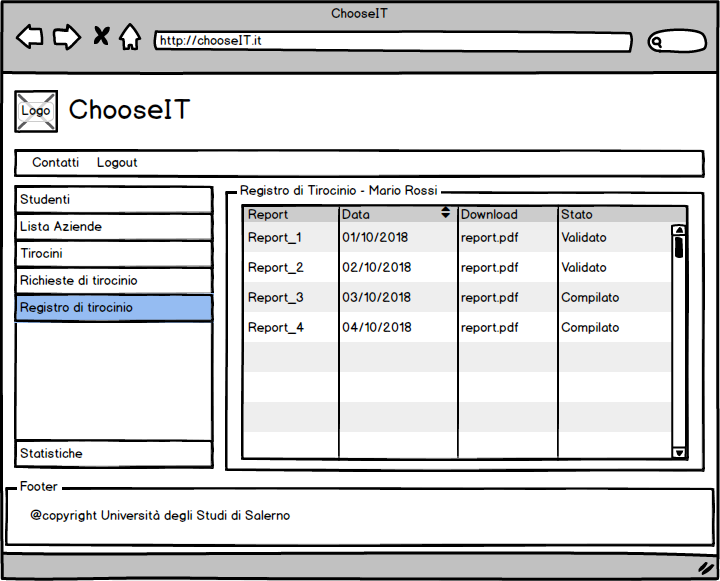 ChooseIT
http://chooseIT.it
Logo
ChooseIT
Contatti Logout
Studenti
Lista Aziende
Tirocini
Richieste di tirocinio
Registro di tirocinio
Statistiche
Registro di Tirocinio - Mario Rossi
Report Data Download Stato
Report_1 01/10/2018 report.pdf Validato
Report_2 02/10/2018 report.pdf Validato
Report_3 03/10/2018 report.pdf Compilato
Report_4 04/10/2018 report.pdf Compilato
Footer
@copyright Università degli Studi di Salerno